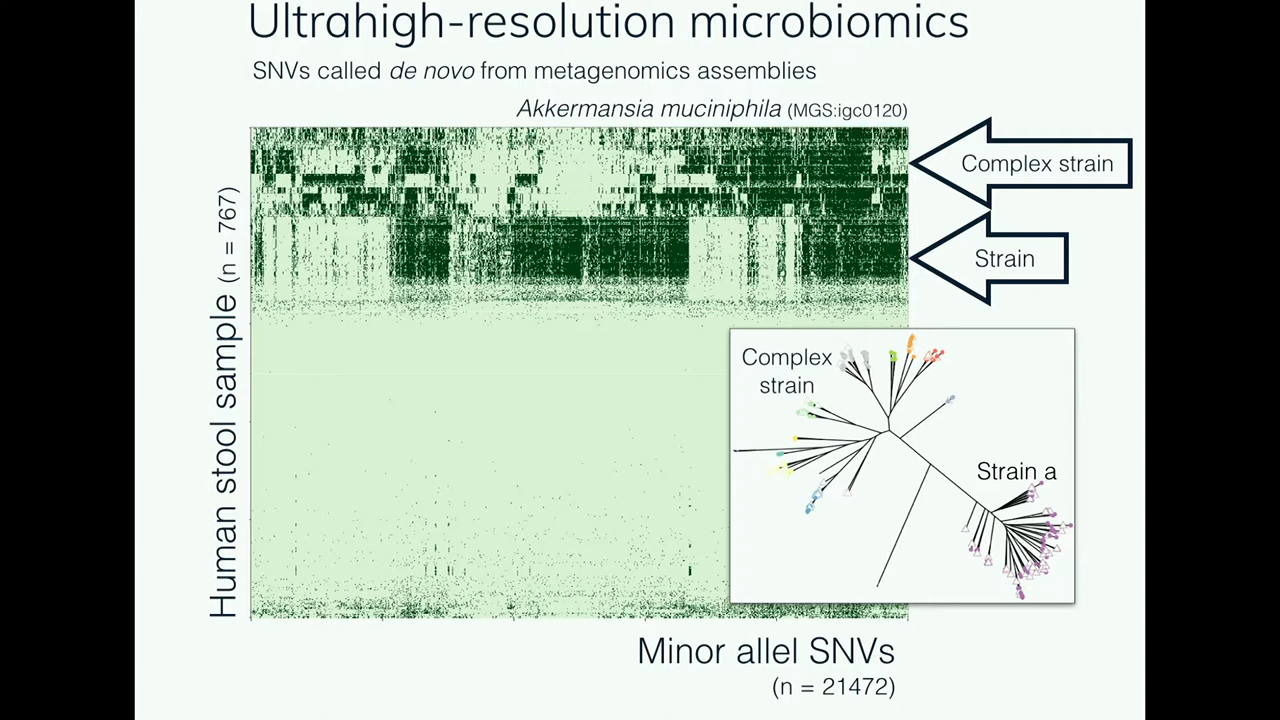 Ultrahigh-resolution microbiomics
SNVs called de novo from metagenomics assemblies
Akkermansia muciniphila (MGS:igc0120)
Complex strain
Strain
Human stool sample (n = 767)
Complex
strain
Strain a
Minor allel SNVs
(n = 21472)